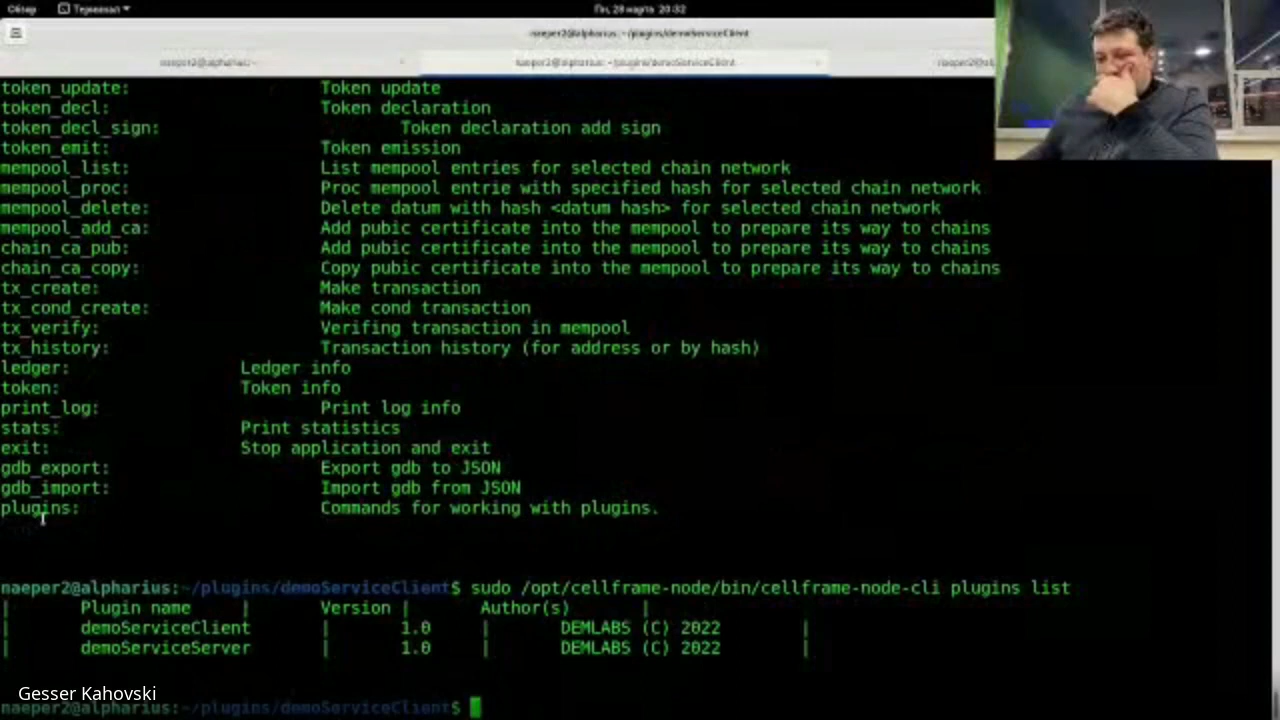 Обзор Терминал Пн, 28 марта 20:32
naeper2@alpharius: ~/plugins/demoServiceClient
naeper2@alpharius: ~ naeper2@alpharius: ~/plugins/demoServiceClient
token_update: Token update
token_decl: Token declaration
token_decl_sign: Token declaration add sign
token_emit: Token emission
mempool_list: List mempool entries for selected chain network
mempool_proc: Proc mempool entrie with specified hash for selected chain network
mempool_delete: Delete datum with hash <datum hash> for selected chain network
mempool_add_ca: Add pubic certificate into the mempool to prepare its way to chains
chain_ca_pub: Add pubic certificate into the mempool to prepare its way to chains
chain_ca_copy: Copy pubic certificate into the mempool to prepare its way to chains
tx_create: Make transaction
tx_cond_create: Make cond transaction
tx_verify: Verifing transaction in mempool
tx_history: Transaction history (for address or by hash)
ledger: Ledger info
token: Token info
print_log: Print log info
stats: Print statistics
exit: Stop application and exit
gdb_export: Export gdb to JSON
gdb_import: Import gdb from JSON
plugins: Commands for working with plugins.
naeper2@alpharius:~/plugins/demoServiceClient$ sudo /opt/cellframe-node/bin/cellframe-node-cli plugins list
| Plugin name | Version | Author(s) |
| demoServiceClient | 1.0 | DEMLABS (C) 2022 |
| demoServiceServer | 1.0 | DEMLABS (C) 2022 |
Gesser Kahovski
naeper2@alpharius:~/plugins/demoServiceClient$